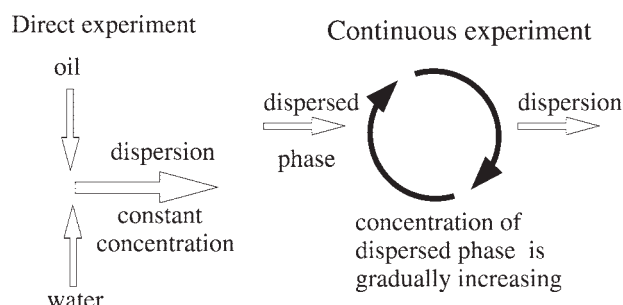 Direct experiment
oil
dispersion
constant
concentration
water
Continuous experiment
dispersed
phase
dispersion
concentration of
dispersed phase is
gradually increasing